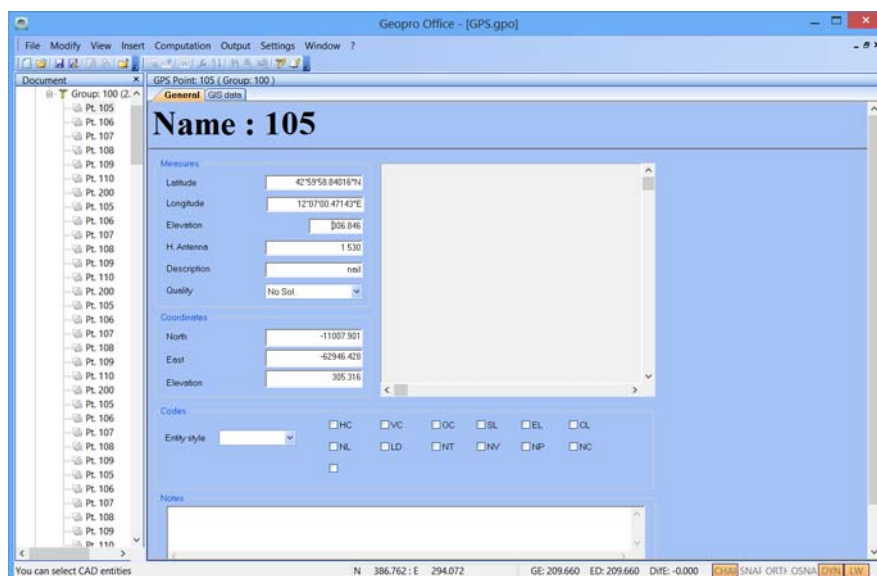 Geopro Office - [GPS.gpo]
File Modify View Insert Computation Output Settings Window ?
Document
GPS Point: 105 ( Group: 100 )
Group: 100 (2.
General GIS data
Pt. 105
Pt. 106
Pt. 107
Pt. 108
Pt. 109
Pt. 110
Pt. 200
Pt. 105
Pt. 106
Pt. 107
Pt. 108
Pt. 109
Pt. 110
Pt. 200
Pt. 105
Pt. 106
Pt. 107
Pt. 108
Pt. 109
Pt. 110
Pt. 200
Pt. 105
Pt. 106
Pt. 107
Pt. 108
Pt. 109
Pt. 105
Pt. 106
Pt. 107
Pt. 108
Pt. 109
Pt. 110
Name : 105
Measures
Latitude 42°59'58.84016"N
Longitude 12°07'00.47143"E
Elevation 306.846
H. Antenna 1.530
Description nail
Quality No Sol.
Coordinates
North -11007.901
East -62946.428
Elevation 305.316
Codes
Entity style
HC VC OC SL EL CL
NL LD NT NV NP NC
Notes
You can select CAD entities
N 386.762 : E 294.072
GE: 209.660 ED: 209.660 DifE: -0.000
CHAI SNAF ORTH OSNA DYN LW